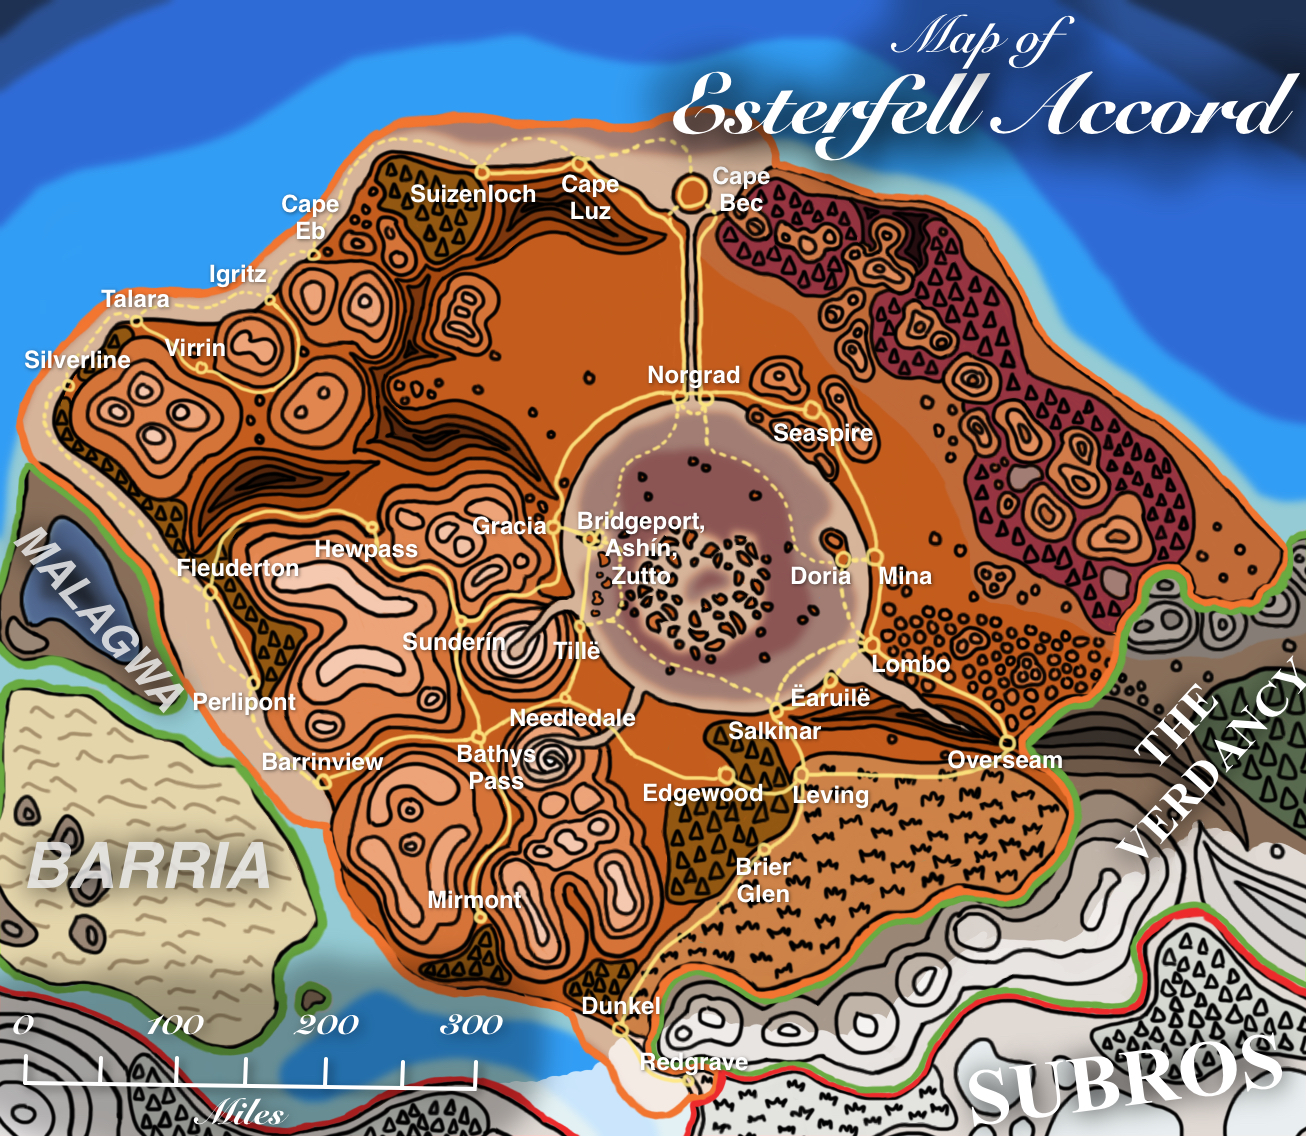 Map of
Esterfell Accord
Cape
Bec
Suizenloch
Cape
Luz
Cape
Eb
Igritz
Talara
Virrin
Silverline
Norgrad
Seaspire
Gracia
Bridgeport,
Ashín,
Zutto
Hewpass
Fleuderton
Doria
Mina
MALAGWA
Sunderín
Tillë
Lombo
Perlipont
Ëaruilë
Needledale
Salkinar
THE
VERDANCY
Barrinview
Bathys
Pass
Overseam
Edgewood
Leving
BARRIA
Brier
Glen
Mirmont
Dunkel
Redgrave
0 100 200 300
Miles
SUBROS